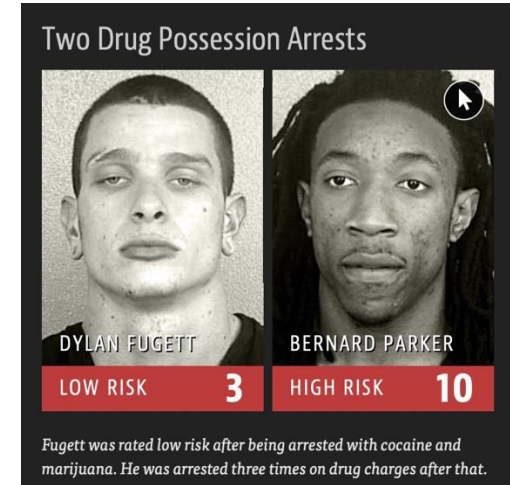 Two Drug Possession Arrests
DYLAN FUGETT
BERNARD PARKER
LOW RISK 3
HIGH RISK 10
Fugett was rated low risk after being arrested with cocaine and
marijuana. He was arrested three times on drug charges after that.